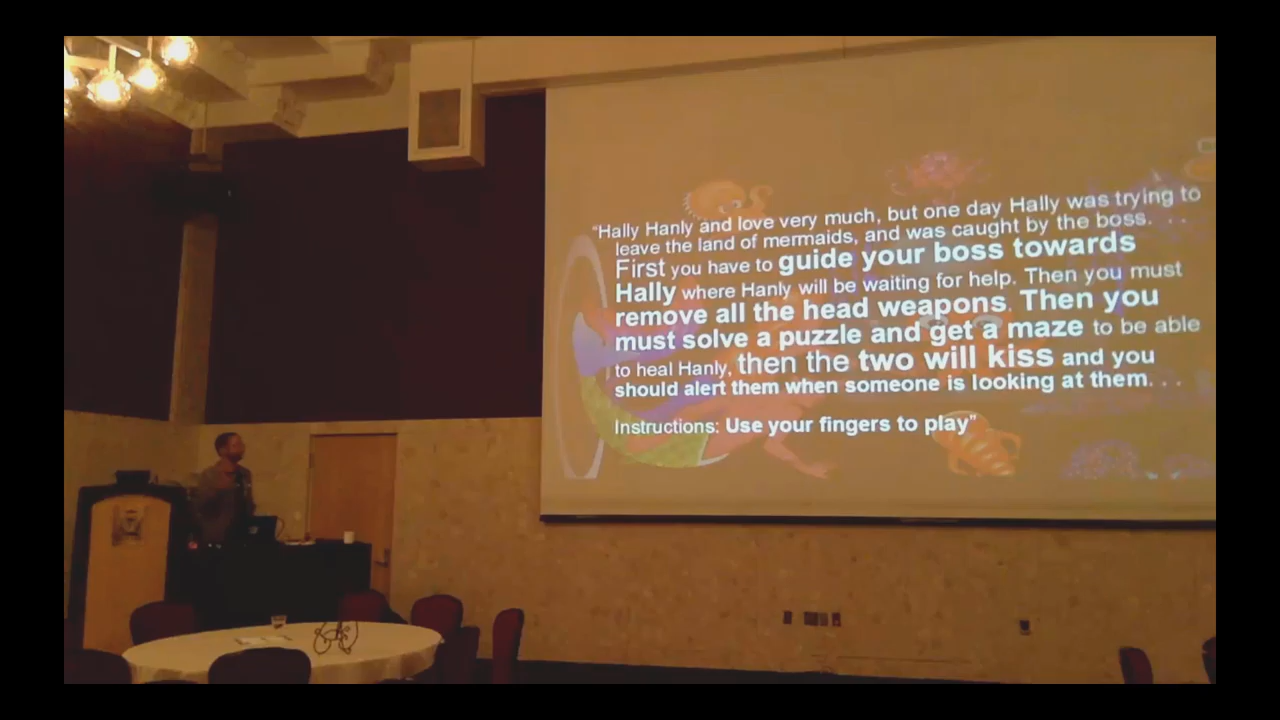 “Hally Hanly and love very much, but one day Hally was trying to
leave the land of mermaids, and was caught by the boss. . .
First you have to guide your boss towards
Hally where Hanly will be waiting for help. Then you must
remove all the head weapons. Then you
must solve a puzzle and get a maze to be able
to heal Hanly, then the two will kiss and you
should alert them when someone is looking at them. . .
Instructions: Use your fingers to play”